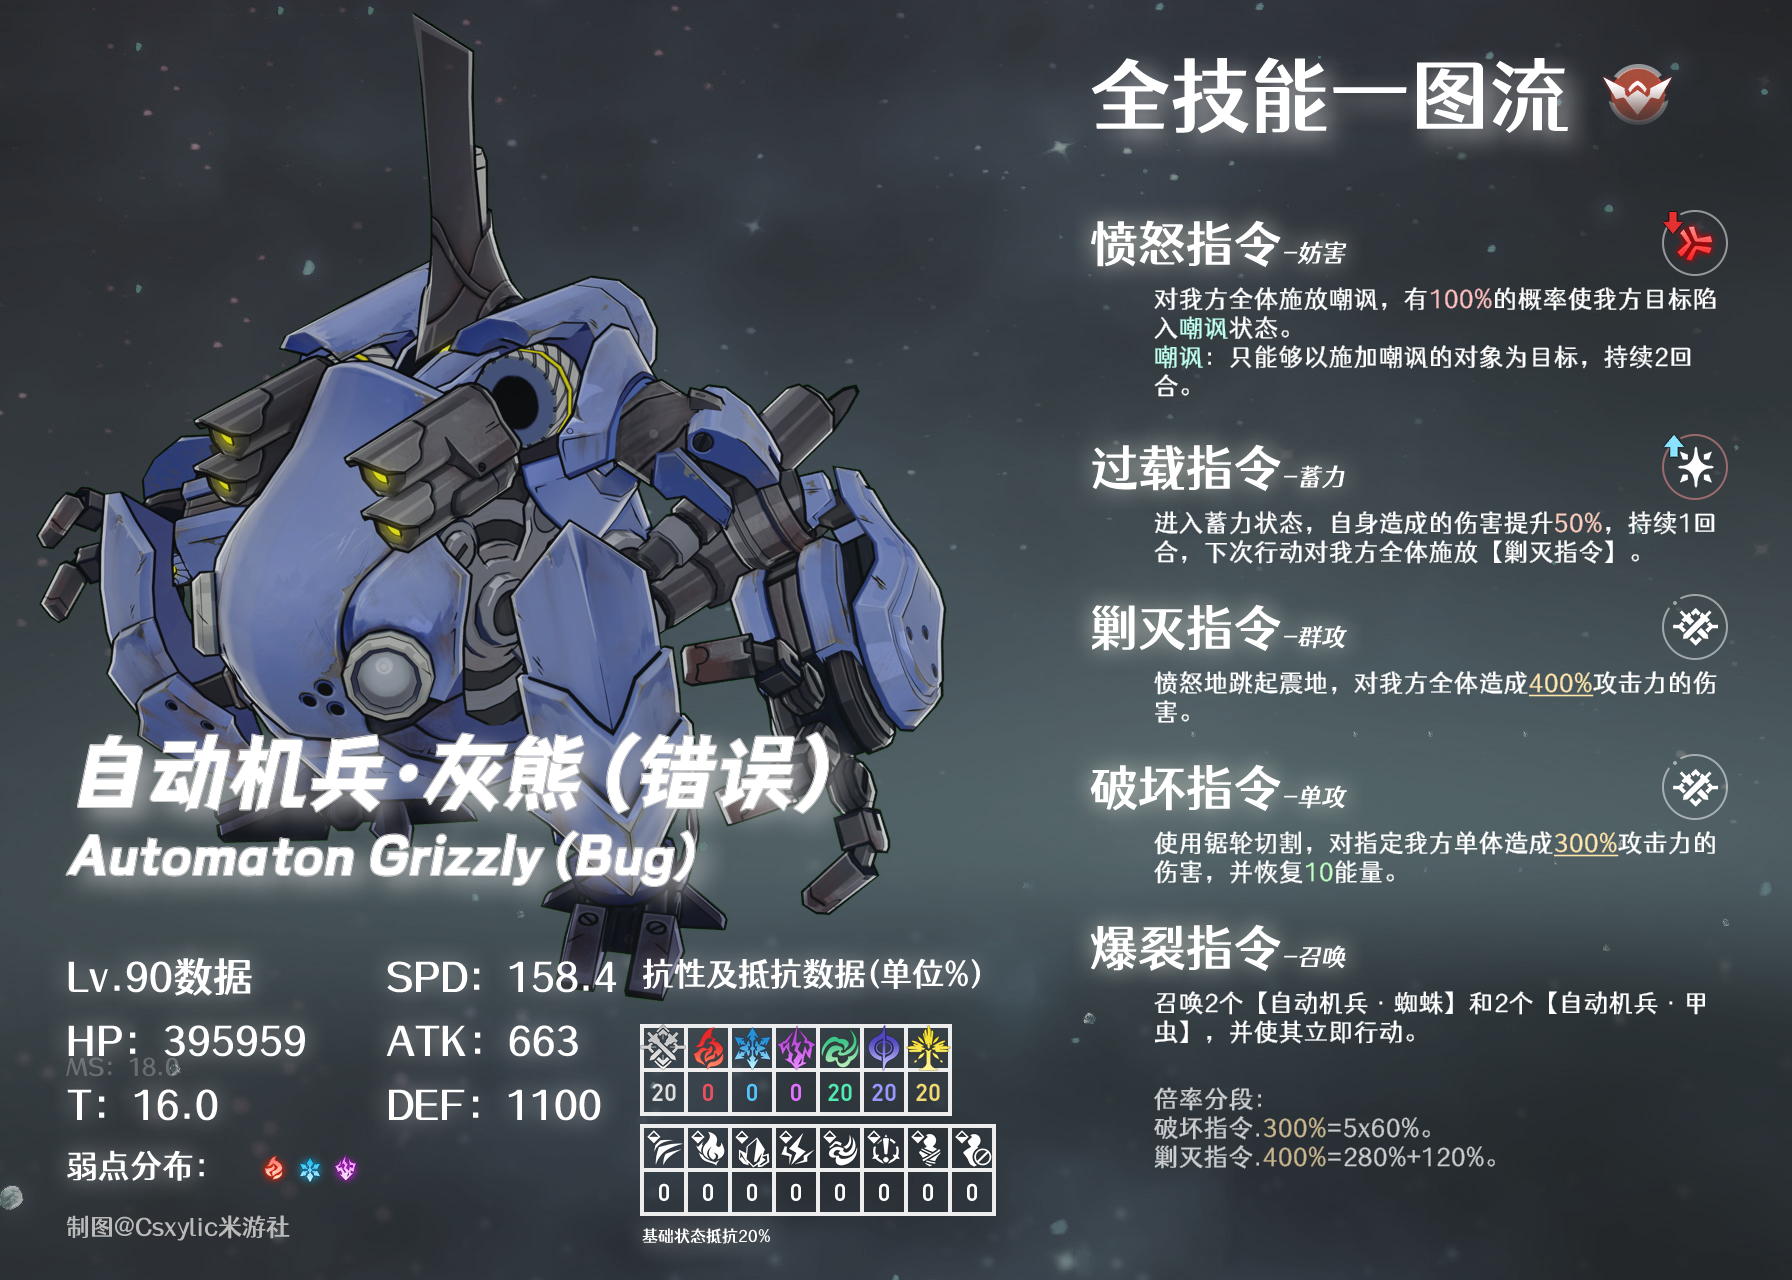 全技能一图流
愤怒指令-妨害
对我方全体施放嘲讽，有100%的概率使我方目标陷
入嘲讽状态。
嘲讽：只能够以施加嘲讽的对象为目标，持续2回
合。
过载指令-蓄力
进入蓄力状态，自身造成的伤害提升50%，持续1回
合，下次行动对我方全体施放【剿灭指令】。
剿灭指令-群攻
愤怒地跳起震地，对我方全体造成400%攻击力的伤
害。
破坏指令-单攻
使用锯轮切割，对指定我方单体造成300%攻击力的
伤害，并恢复10能量。
爆裂指令-召唤
召唤2个【自动机兵·蜘蛛】和2个【自动机兵·甲
虫】，并使其立即行动。
倍率分段：
破坏指令.300%=5x60%。
剿灭指令.400%=280%+120%。
自动机兵·灰熊（错误）
Automaton Grizzly (Bug)
Lv.90数据
SPD：158.4
HP：395959
ATK：663
MS：18.0
T：16.0
DEF：1100
弱点分布：
制图@Csxylic米游社
抗性及抵抗数据(单位%)
20 0 0 0 20 20 20
0 0 0 0 0 0 0 0
基础状态抵抗20%